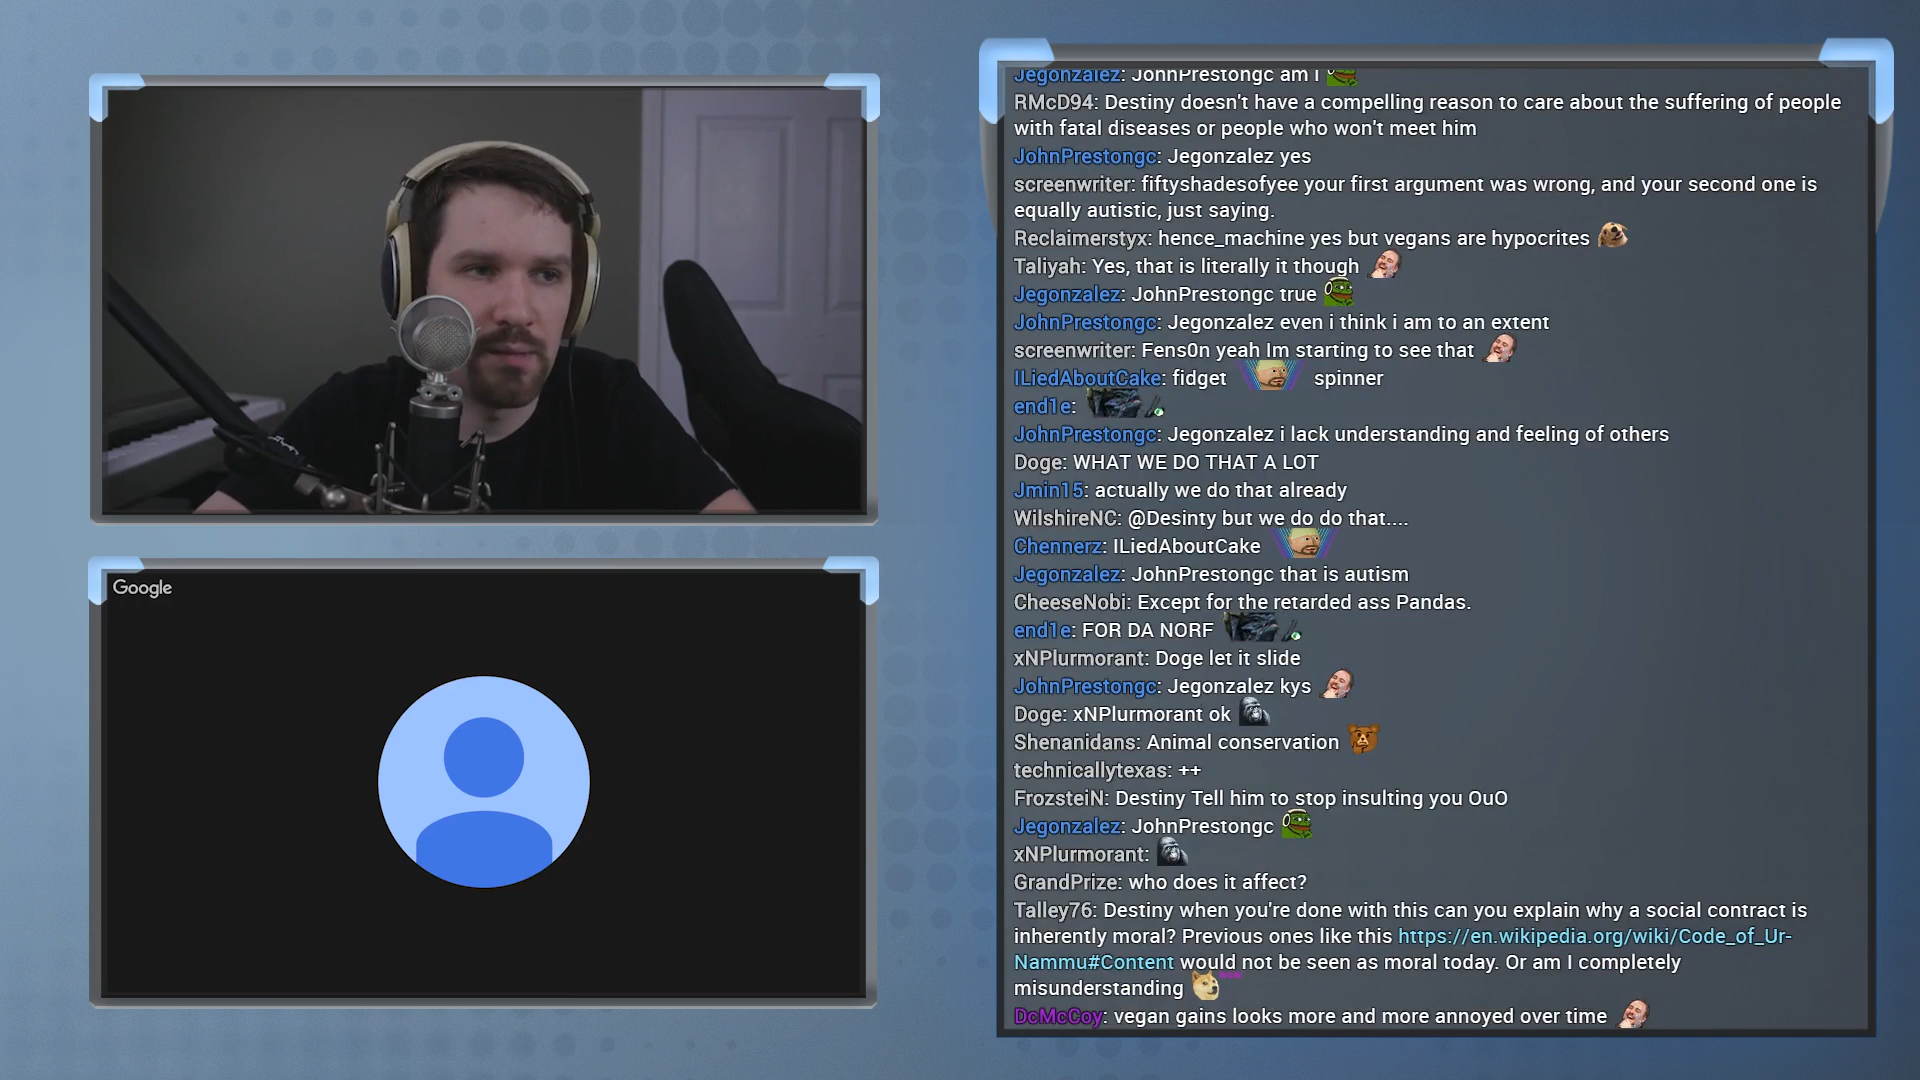 Google
Jegonzalez: JohnPrestongc am I
RMcD94: Destiny doesn't have a compelling reason to care about the suffering of people
with fatal diseases or people who won't meet him
JohnPrestongc: Jegonzalez yes
screenwriter: fiftyshadesofyee your first argument was wrong, and your second one is
equally autistic, just saying.
Reclaimerstyx: hence_machine yes but vegans are hypocrites
Taliyah: Yes, that is literally it though
Jegonzalez: JohnPrestongc true
JohnPrestongc: Jegonzalez even i think i am to an extent
screenwriter: Fens0n yeah Im starting to see that
ILiedAboutCake: fidget spinner
end1e:
JohnPrestongc: Jegonzalez i lack understanding and feeling of others
Doge: WHAT WE DO THAT A LOT
Jmin15: actually we do that already
WilshireNC: @Desinty but we do do that....
Chennerz: ILiedAboutCake
Jegonzalez: JohnPrestongc that is autism
CheeseNobi: Except for the retarded ass Pandas.
end1e: FOR DA NORF
xNPlurmorant: Doge let it slide
JohnPrestongc: Jegonzalez kys
Doge: xNPlurmorant ok
Shenanidans: Animal conservation
technicallytexas: ++
FrozsteiN: Destiny Tell him to stop insulting you OuO
Jegonzalez: JohnPrestongc
xNPlurmorant:
GrandPrize: who does it affect?
Talley76: Destiny when you're done with this can you explain why a social contract is
inherently moral? Previous ones like this https://en.wikipedia.org/wiki/Code_of_Ur-
Nammu#Content would not be seen as moral today. Or am I completely
misunderstanding
DcMcCoy: vegan gains looks more and more annoyed over time